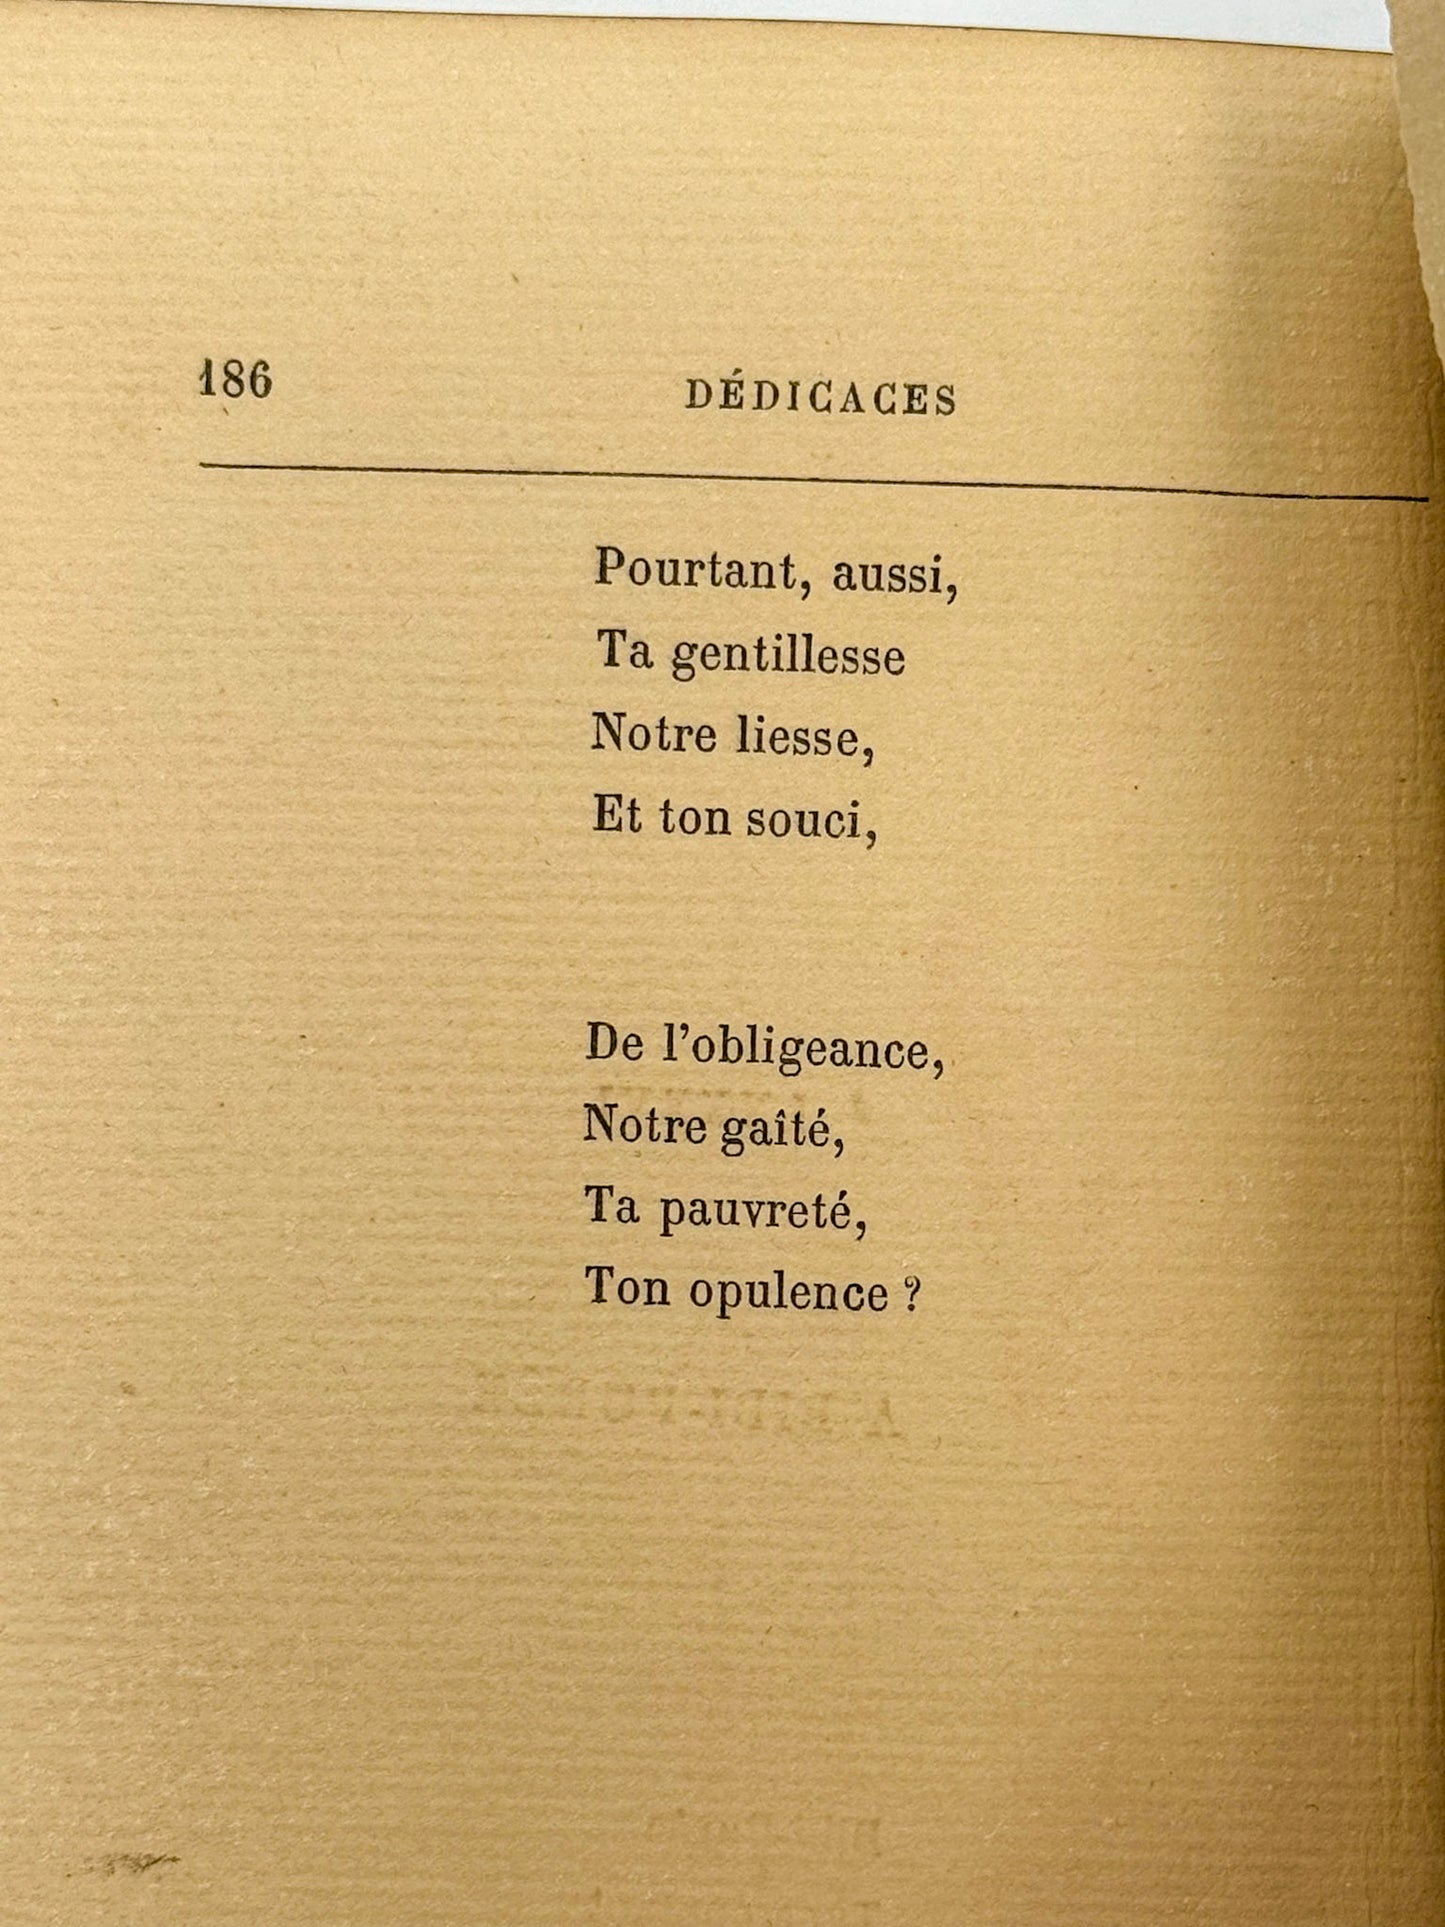 186 DÉDICACES
Pourtant, aussi,
Ta gentillesse
Notre liesse,
Et ton souci,
De l'obligeance,
Notre gaîté,
Ta pauvreté,
Ton opulence ?